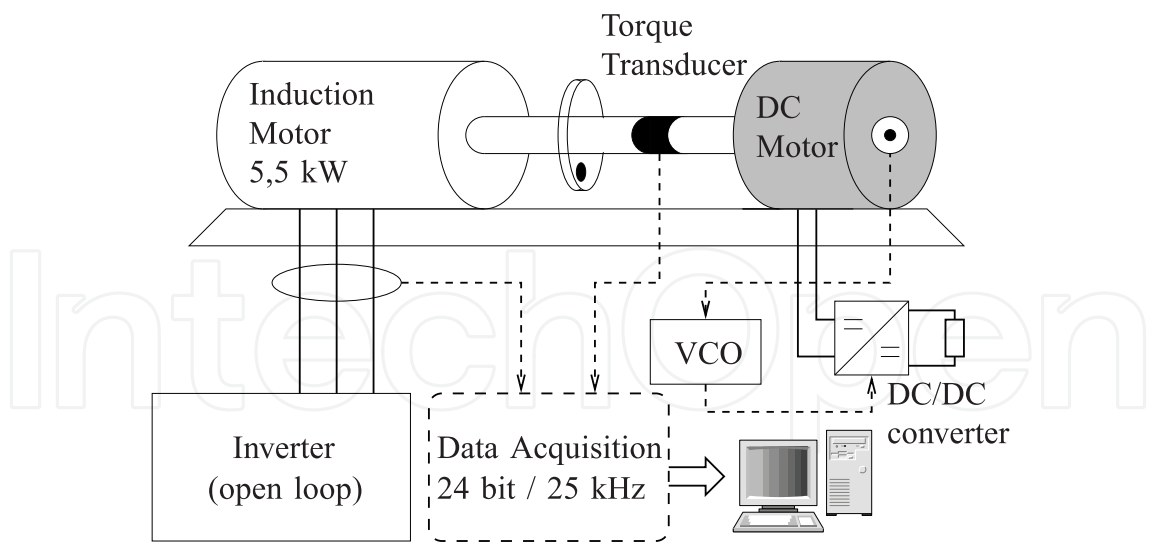 Torque
Transducer
Induction
Motor
5,5 kW
DC
Motor
VCO
DC/DC
converter
Inverter
(open loop)
Data Acquisition
24 bit / 25 kHz
IntechOpen